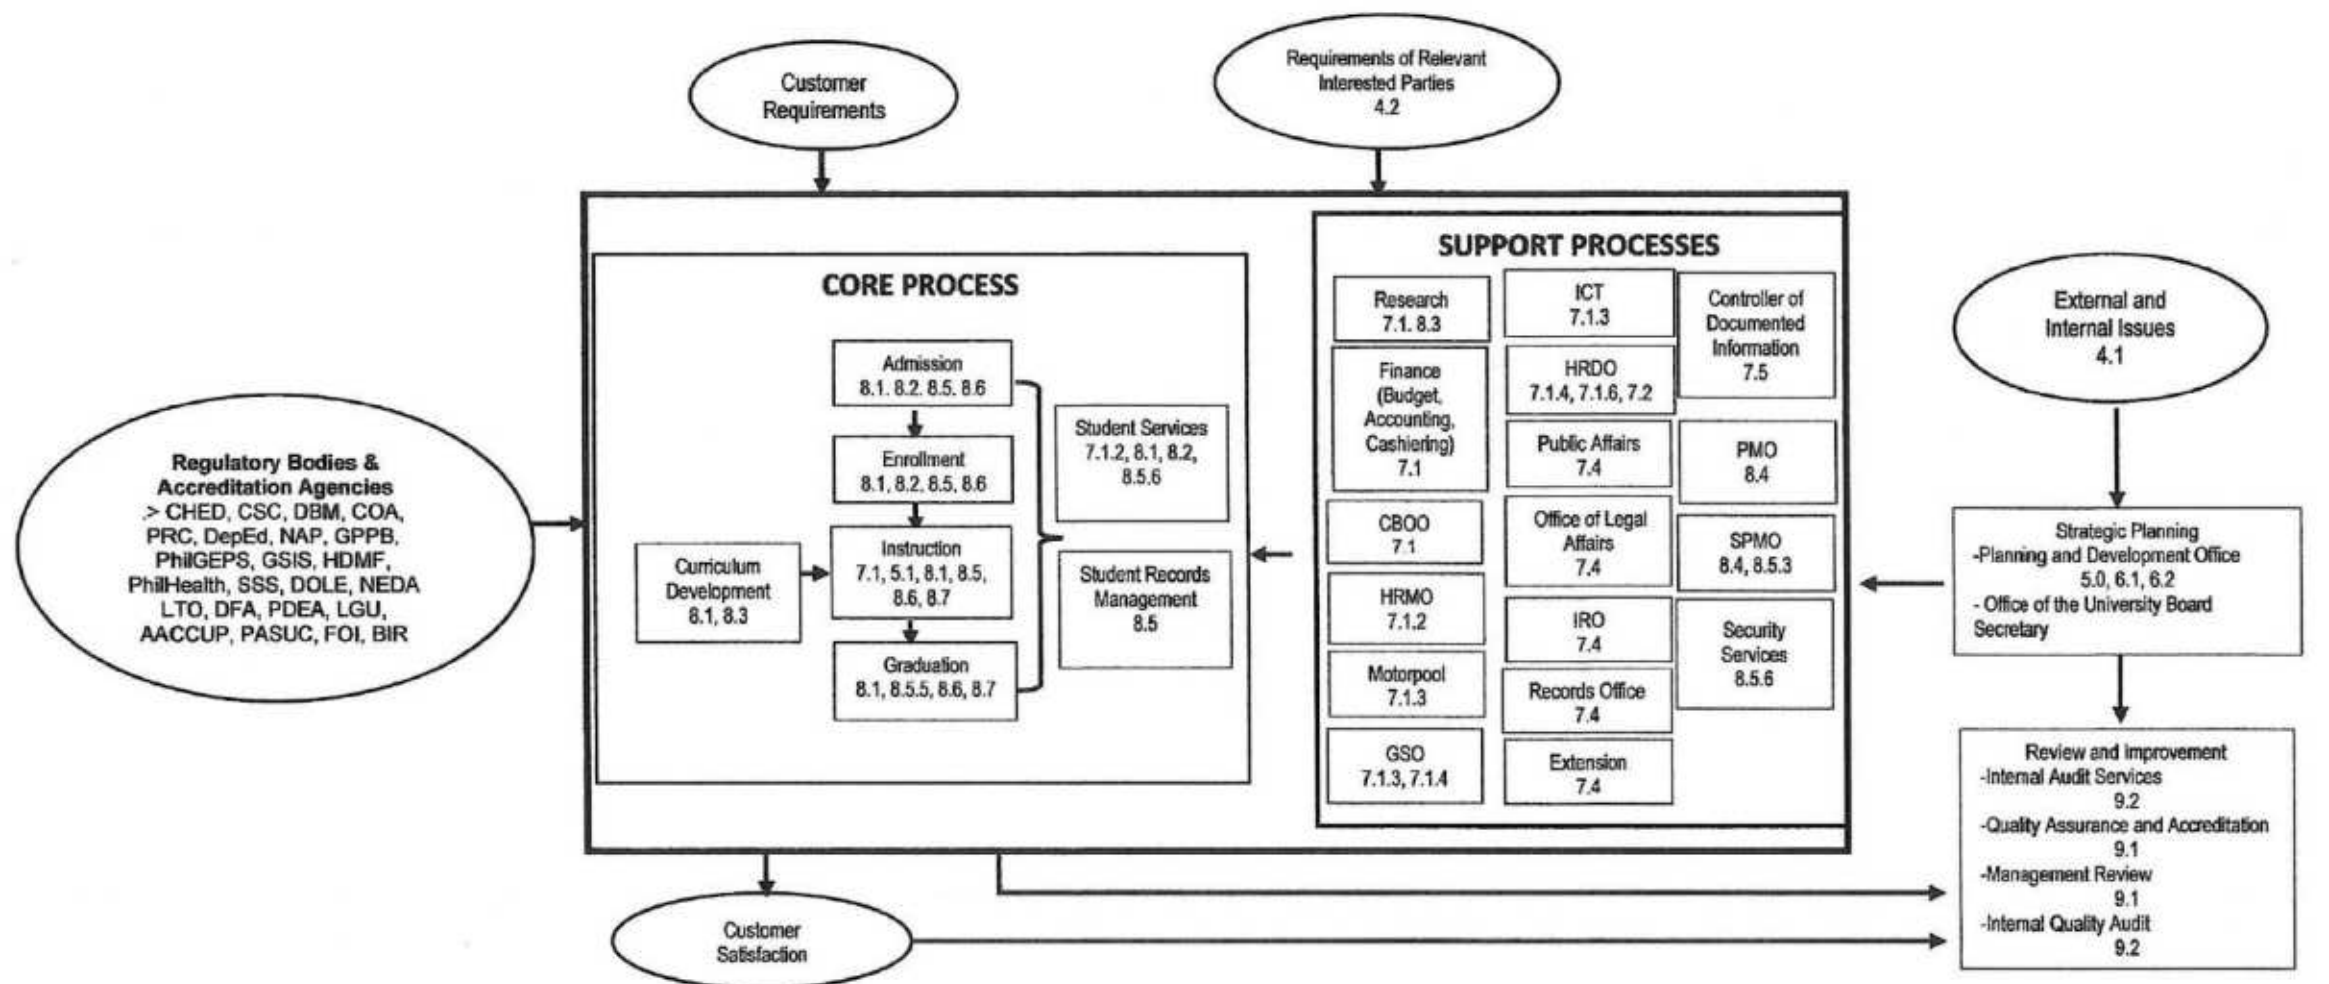 Customer
Requirements
Requirements of Relevant
Interested Parties
4.2
CORE PROCESS
Admission
8.1. 8.2. 8.5. 8.6
Enrollment
8.1, 8.2, 8.5, 8.6
Instruction
7.1, 5.1, 8.1, 8.5,
8.6, 8.7
Graduation
8.1, 8.5.5, 8.6, 8.7
Curriculum
Development
8.1, 8.3
Student Services
7.1.2, 8.1, 8.2,
8.5.6
Student Records
Management
8.5
SUPPORT PROCESSES
Research
7.1. 8.3
Finance
(Budget,
Accounting,
Cashiering)
7.1
CBOO
7.1
HRMO
7.1.2
Motorpool
7.1.3
GSO
7.1.3, 7.1.4
ICT
7.1.3
HRDO
7.1.4, 7.1.6, 7.2
Public Affairs
7.4
Office of Legal
Affairs
7.4
IRO
7.4
Records Office
7.4
Extension
7.4
Controller of
Documented
Information
7.5
PMO
8.4
SPMO
8.4, 8.5.3
Security
Services
8.5.6
Regulatory Bodies &
Accreditation Agencies
.> CHED, CSC, DBM, COA,
PRC, DepEd, NAP, GPPB,
PhilGEPS, GSIS, HDMF,
PhilHealth, SSS, DOLE, NEDA
LTO, DFA, PDEA, LGU,
AACCUP, PASUC, FOI, BIR
External and
Internal Issues
4.1
Strategic Planning
-Planning and Development Office
5.0, 6.1, 6.2
- Office of the University Board
Secretary
Review and Improvement
-Internal Audit Services
9.2
-Quality Assurance and Accreditation
9.1
-Management Review
9.1
-Internal Quality Audit
9.2
Customer
Satisfaction